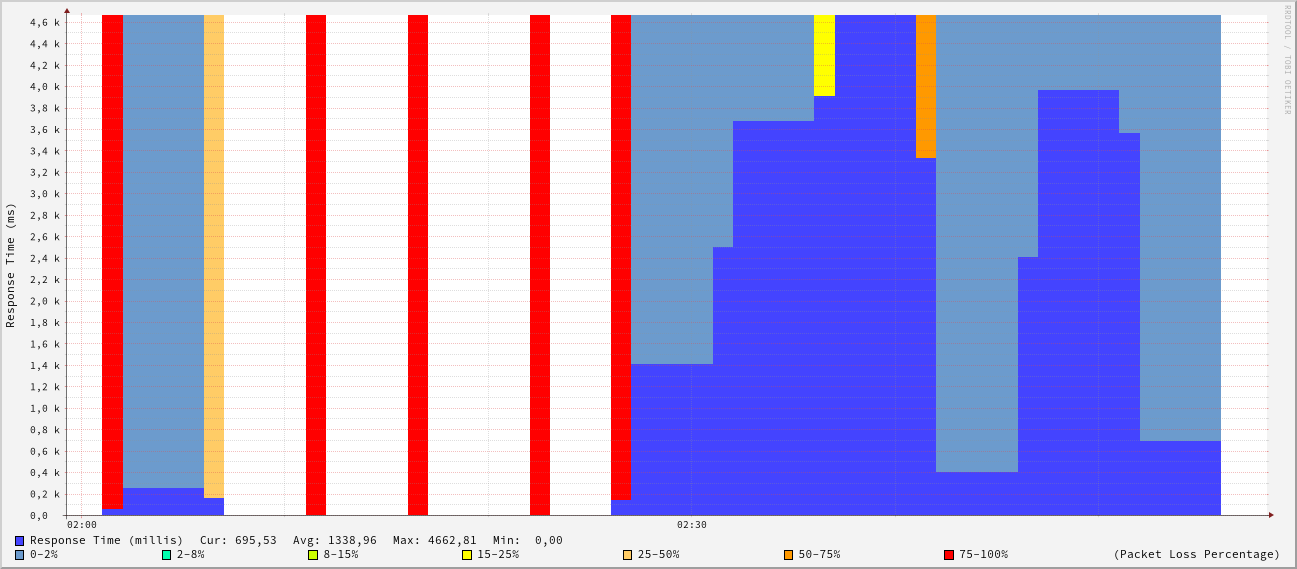 RRDTOOL / TOBI OETIKER
Response Time (ms)
4,6 k
4,4 k
4,2 k
4,0 k
3,8 k
3,6 k
3,4 k
3,2 k
3,0 k
2,8 k
2,6 k
2,4 k
2,2 k
2,0 k
1,8 k
1,6 k
1,4 k
1,2 k
1,0 k
0,8 k
0,6 k
0,4 k
0,2 k
0,0
02:00 02:30
Response Time (millis) Cur: 695,53 Avg: 1338,96 Max: 4662,81 Min: 0,00
0-2% 2-8% 8-15% 15-25% 25-50% 50-75% 75-100% (Packet Loss Percentage)